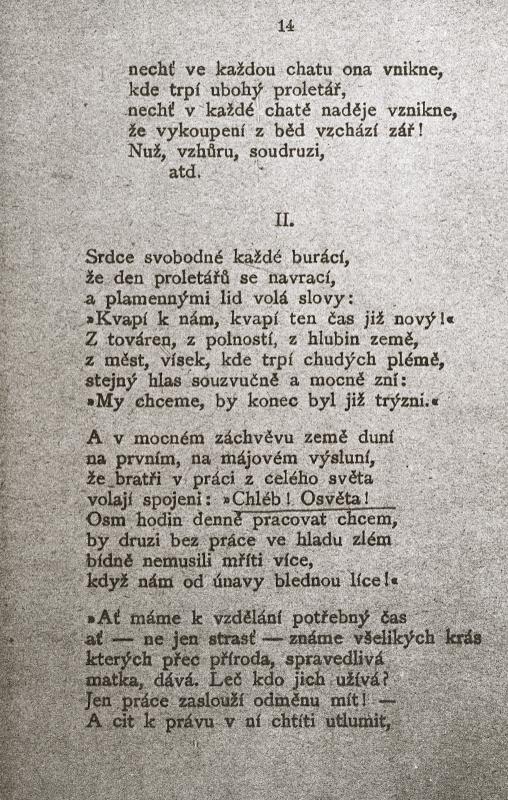 14
nechť ve každou chatu ona vnikne,
kde trpí ubohý proletář,
nechť v každé chatě naděje vznikne,
že vykoupení z běd vzchází zář!
Nuž, vzhůru, soudruzi,
atd.
II.
Srdce svobodné každé burácí,
že den proletářů se navrací,
a plamennými lid volá slovy:
»Kvapí k nám, kvapí ten čas již nový!«
Z továren, z polností, z hlubin země,
z měst, vísek, kde trpí chudých plémě,
stejný hlas souzvučně a mocně zní:
»My chceme, by konec byl již trýzni.«
A v mocném záchvěvu země duní
na prvním, na májovém výsluní,
že bratři v práci z celého světa
volají spojeni: »Chléb! Osvěta!
Osm hodin denně pracovat chcem,
by druzi bez práce ve hladu zlém
bídně nemusili mříti více,
když nám od únavy blednou líce!«
»Ať máme k vzdělání potřebný čas
ať — ne jen strasť — známe všelikých krás
kterých přec příroda, spravedlivá
matka, dává. Leč kdo jich užívá?
Jen práce zaslouží odměnu mít! —
A cit k právu v ní chtíti utlumit,